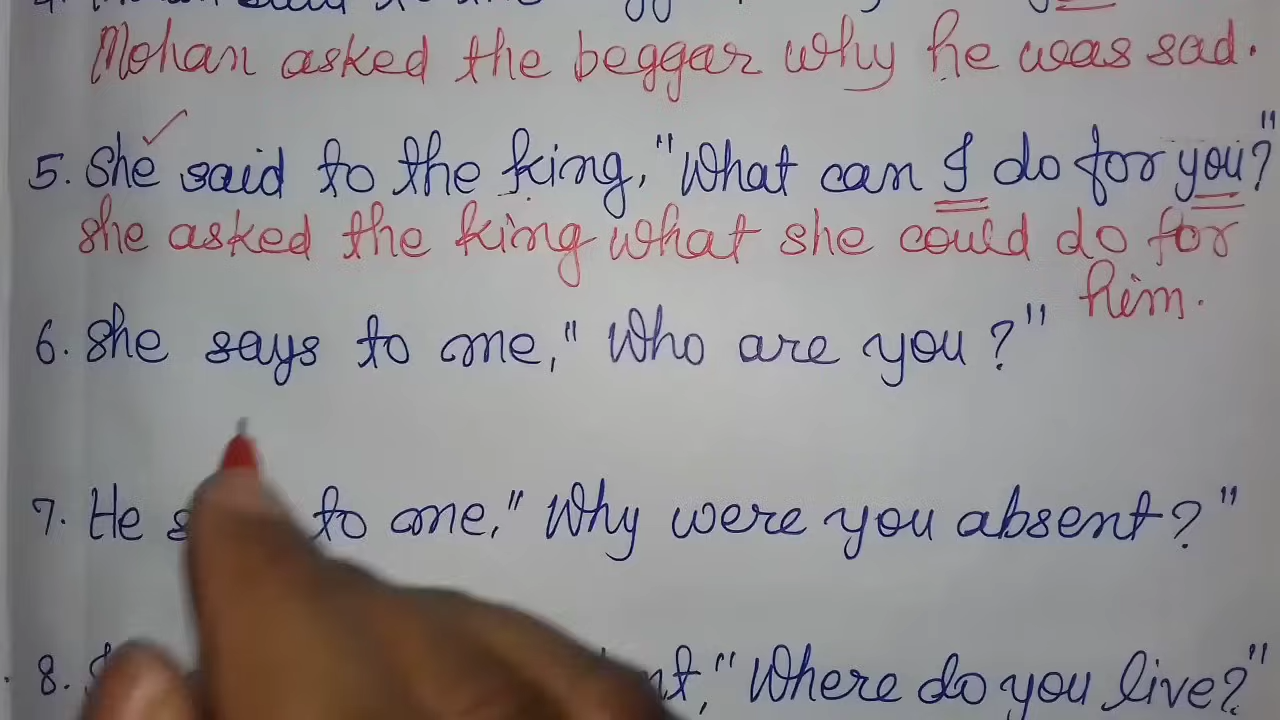 Mohan asked the beggar why he was sad.
5. She said to the king, "What can I do for you?"
she asked the king what she could do for
him.
6. She says to me, "Who are you?"
7. He to me, "Why were you absent?"
8. "Where do you live?"